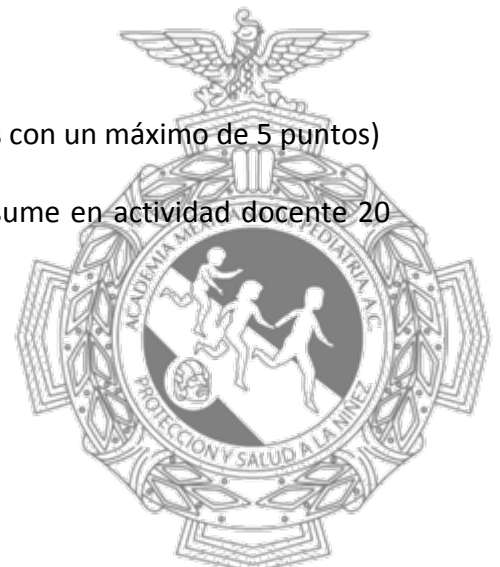 s con un máximo de 5 puntos)
sume en actividad docente 20
ACADEMIA MEXICANA DE PEDIATRIA, A.C.
PROTECCION Y SALUD A LA NIÑEZ